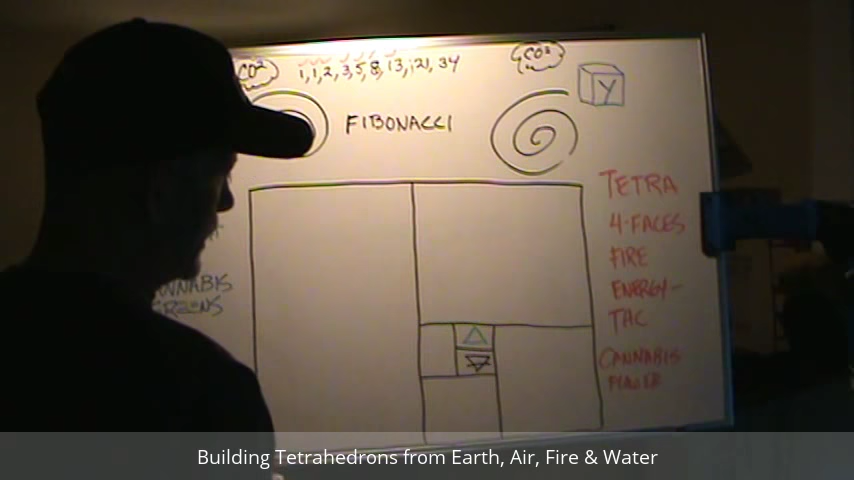 CO²
1, 1, 2, 3, 5, 8, 13, 21, 34
CO²
Y
FIBONACCI
TETRA
4-FACES
FIRE
ENERGY-
THC
CANNABIS
FLOWER
NNABIS
GREENS
Building Tetrahedrons from Earth, Air, Fire & Water